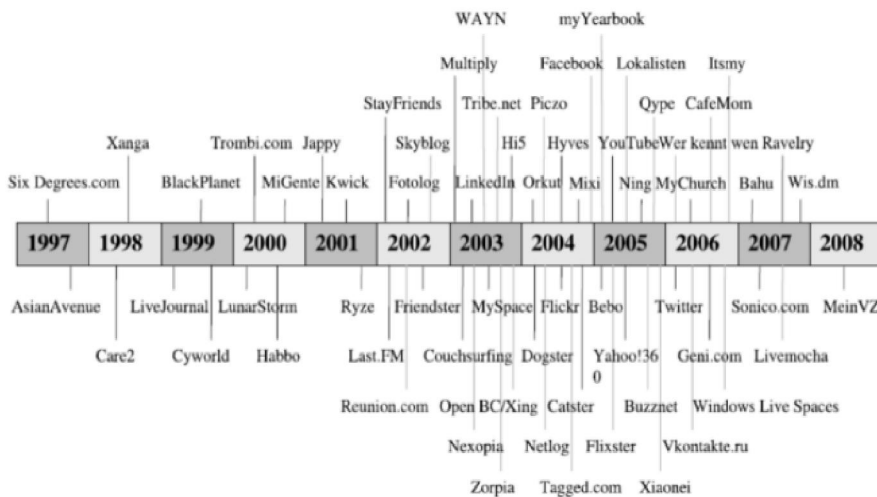 WAYN myYearbook
Multiply Facebook Lokalisten Itsmy
StayFriends Tribe.net Piczo Qype CafeMom
Xanga Trombi.com Jappy Skyblog Hi5 Hyves YouTube Wer kennt wen Ravelry
Six Degrees.com BlackPlanet MiGente Kwick Fotolog LinkedIn Orkut Mixi Ning MyChurch Bahu Wis.dm
1997 1998 1999 2000 2001 2002 2003 2004 2005 2006 2007 2008
AsianAvenue LiveJournal LunarStorm Ryze Friendster MySpace Flickr Bebo Twitter Sonico.com MeinVZ
Care2 Cyworld Habbo Last.FM Couchsurfing Dogster Yahoo!36 Geni.com Livemocha
0
Reunion.com Open BC/Xing Catster Buzznet Windows Live Spaces
Nexopia Netlog Flixster Vkontakte.ru
Zorpia Tagged.com Xiaonei